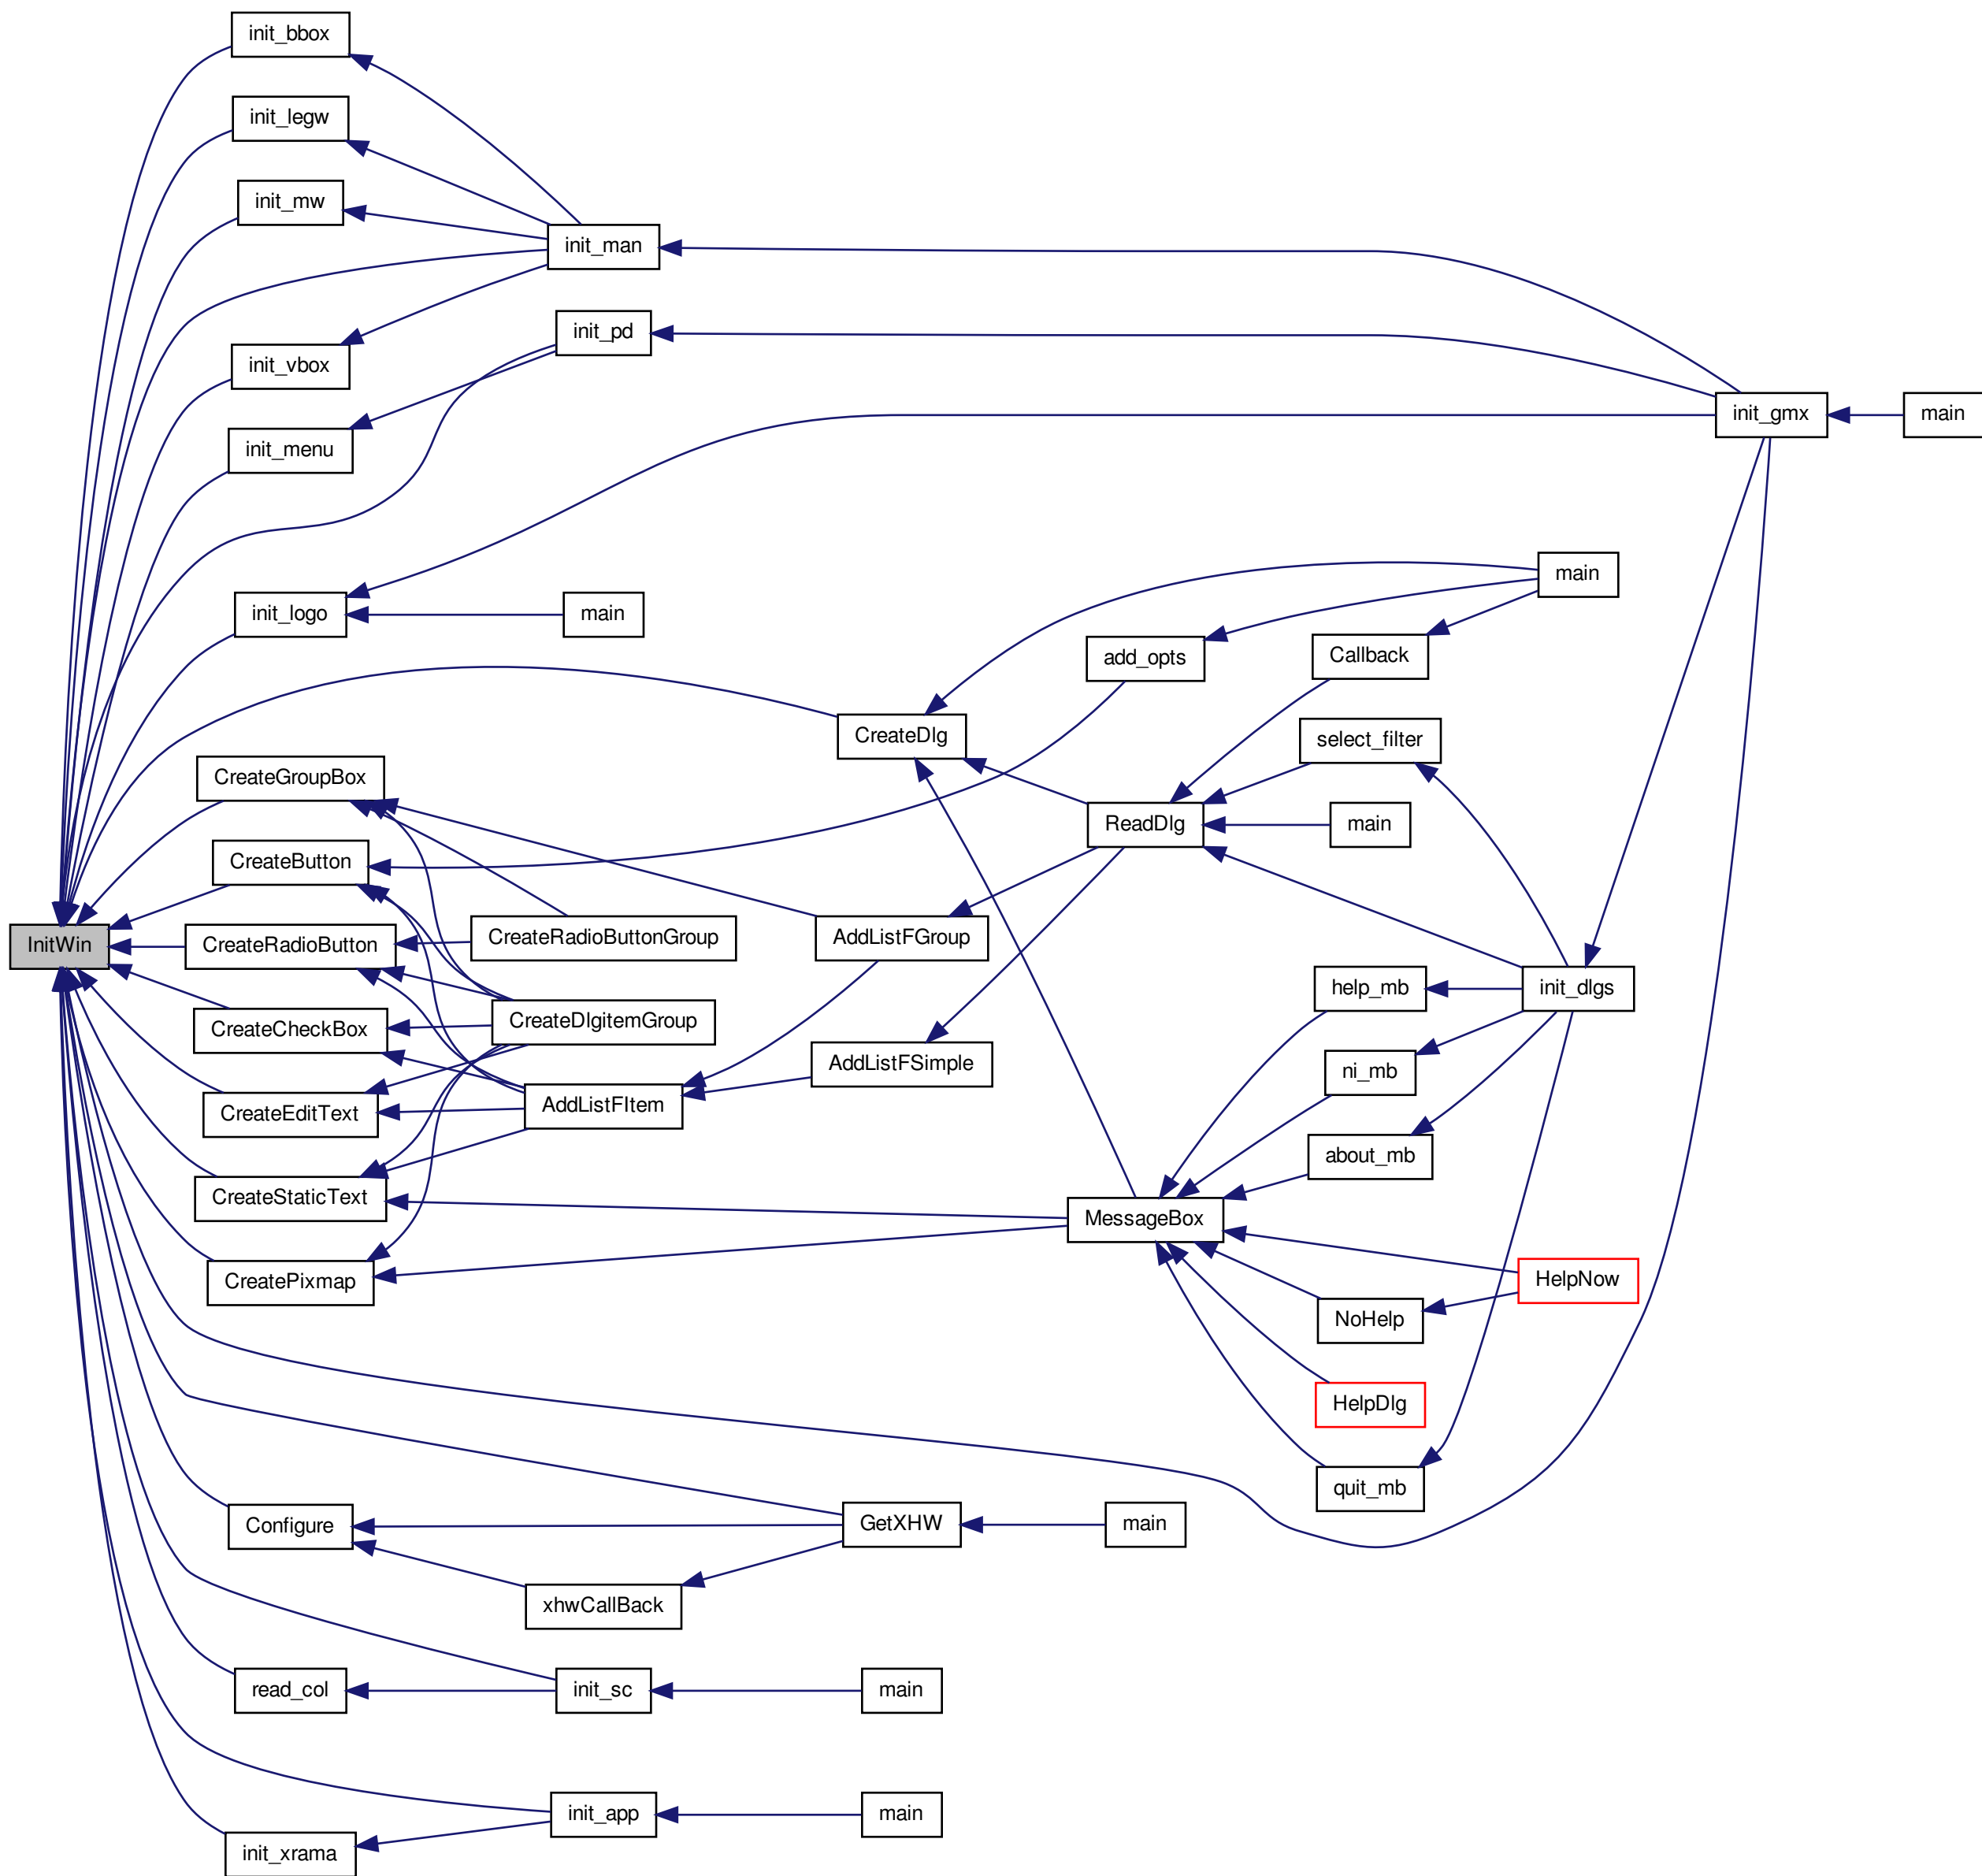 init_bbox
init_legw
init_mw
init_man
init_pd
init_vbox
init_gmx
main
init_menu
main
init_logo
main
add_opts
Callback
CreateDlg
select_filter
CreateGroupBox
ReadDlg
main
CreateButton
InitWin
CreateRadioButton
CreateRadioButtonGroup
AddListFGroup
help_mb
init_dlgs
CreateCheckBox
CreateDlgitemGroup
AddListFSimple
ni_mb
CreateEditText
AddListFItem
about_mb
CreateStaticText
MessageBox
CreatePixmap
HelpNow
NoHelp
HelpDlg
quit_mb
Configure
GetXHW
main
xhwCallBack
read_col
init_sc
main
init_app
main
init_xrama